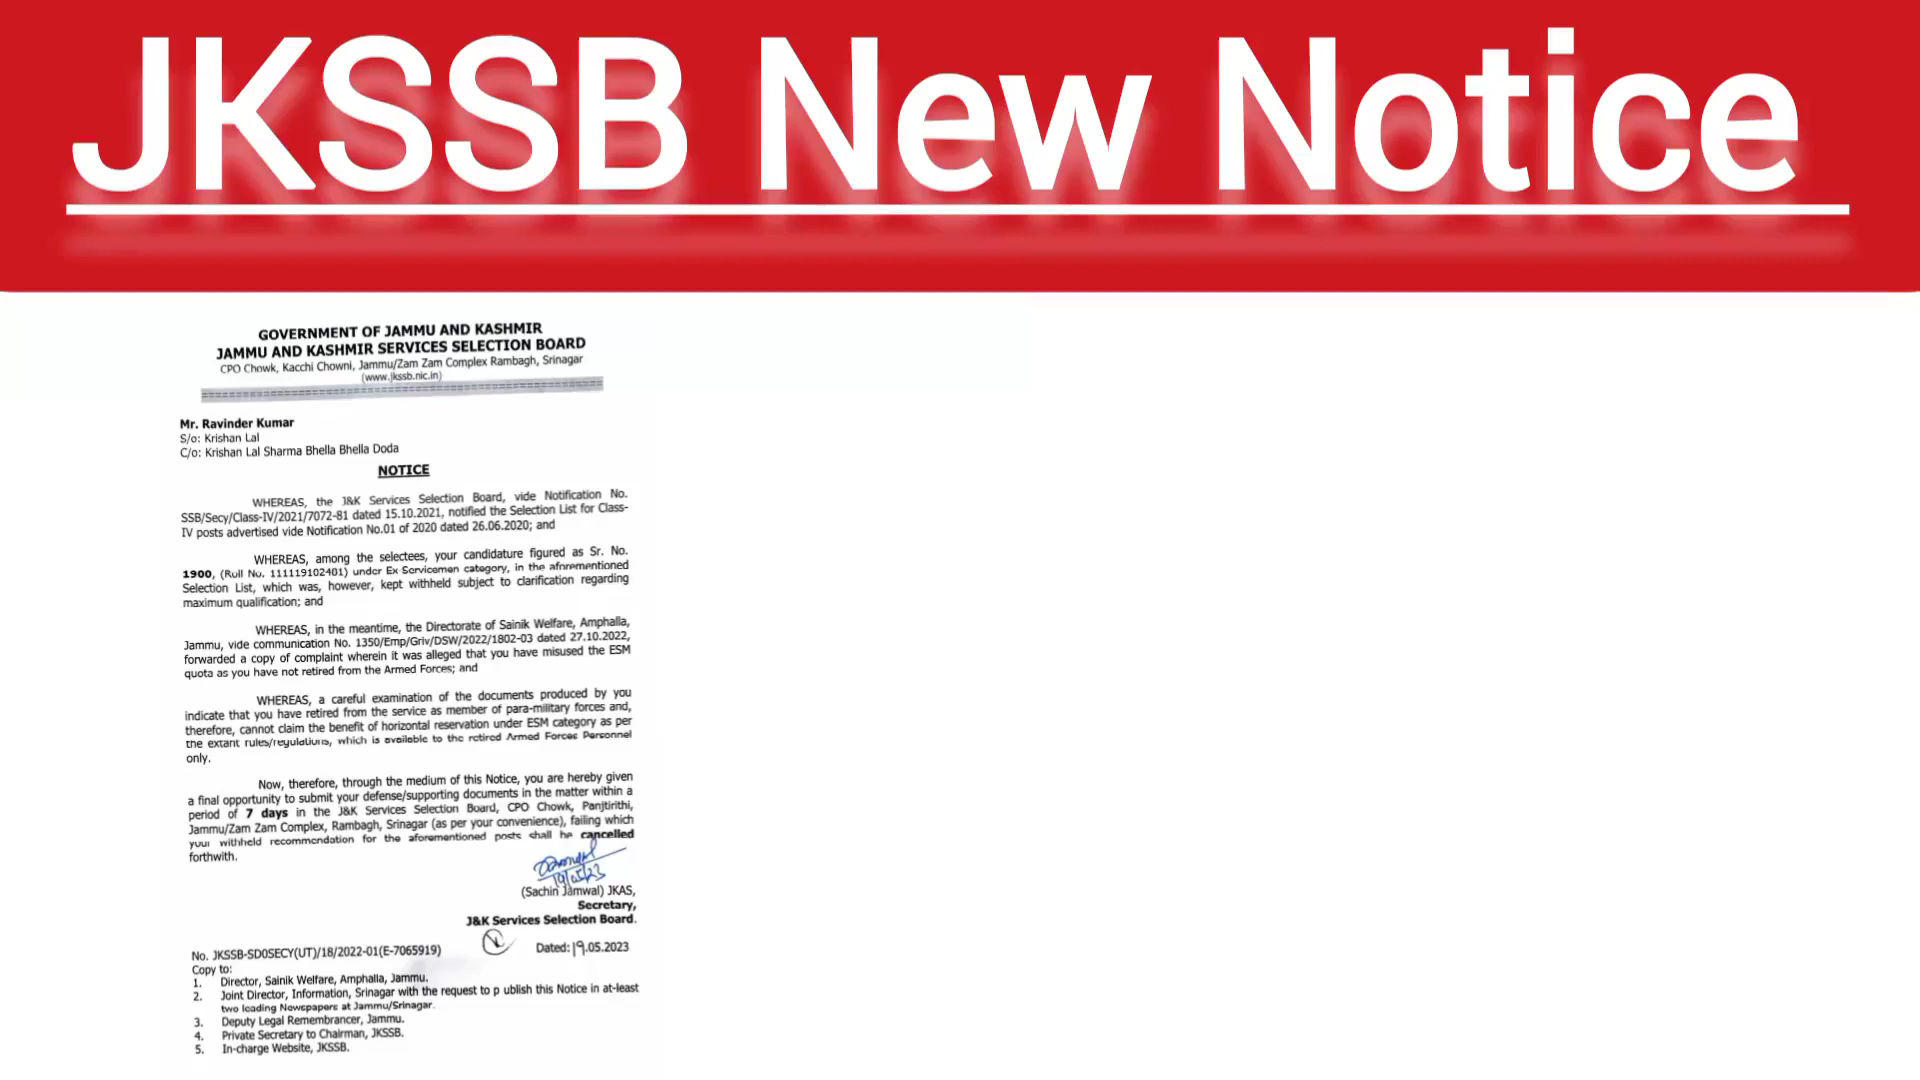 JKSSB New Notice
GOVERNMENT OF JAMMU AND KASHMIR
JAMMU AND KASHMIR SERVICES SELECTION BOARD
CPO Chowk, Kacchi Chowni, Jammu/Zam Zam Complex Rambagh, Srinagar
(www.jkssb.nic.in)
Mr. Ravinder Kumar
S/o: Krishan Lal
C/o: Krishan Lal Sharma Bhella Bhella Doda
NOTICE
WHEREAS, the J&K Services Selection Board, vide Notification No.
SSB/Secy/Class-IV/2021/7072-81 dated 15.10.2021, notified the Selection List for Class-
IV posts advertised vide Notification No.01 of 2020 dated 26.06.2020; and
WHEREAS, among the selectees, your candidature figured as Sr. No.
1900, (Roll No. 111119102401) under Ex Servicemen category, in the aforementioned
Selection List, which was, however, kept withheld subject to clarification regarding
maximum qualification; and
WHEREAS, in the meantime, the Directorate of Sainik Welfare, Amphalla,
Jammu, vide communication No. 1350/Emp/Griv/DSW/2022/1802-03 dated 27.10.2022,
forwarded a copy of complaint wherein it was alleged that you have misused the ESM
quota as you have not retired from the Armed Forces; and
WHEREAS, a careful examination of the documents produced by you
indicate that you have retired from the service as member of para-military forces and,
therefore, cannot claim the benefit of horizontal reservation under ESM category as per
the extant rules/regulations, which is available to the retired Armed Forces Personnel
only.
Now, therefore, through the medium of this Notice, you are hereby given
a final opportunity to submit your defense/supporting documents in the matter within a
period of 7 days in the J&K Services Selection Board, CPO Chowk, Panjtirithi,
Jammu/Zam Zam Complex, Rambagh, Srinagar (as per your convenience), failing which
your withheld recommendation for the aforementioned posts shall be cancelled
forthwith.
19/05/23
(Sachin Jamwal) JKAS,
Secretary,
J&K Services Selection Board.
No. JKSSB-SD0SECY(UT)/18/2022-01(E-7065919) Dated: 19.05.2023
Copy to:
1. Director, Sainik Welfare, Amphalla, Jammu.
2. Joint Director, Information, Srinagar with the request to p ublish this Notice in at-least
two leading Newspapers at Jammu/Srinagar.
3. Deputy Legal Remembrancer, Jammu.
4. Private Secretary to Chairman, JKSSB.
5. In-charge Website, JKSSB.